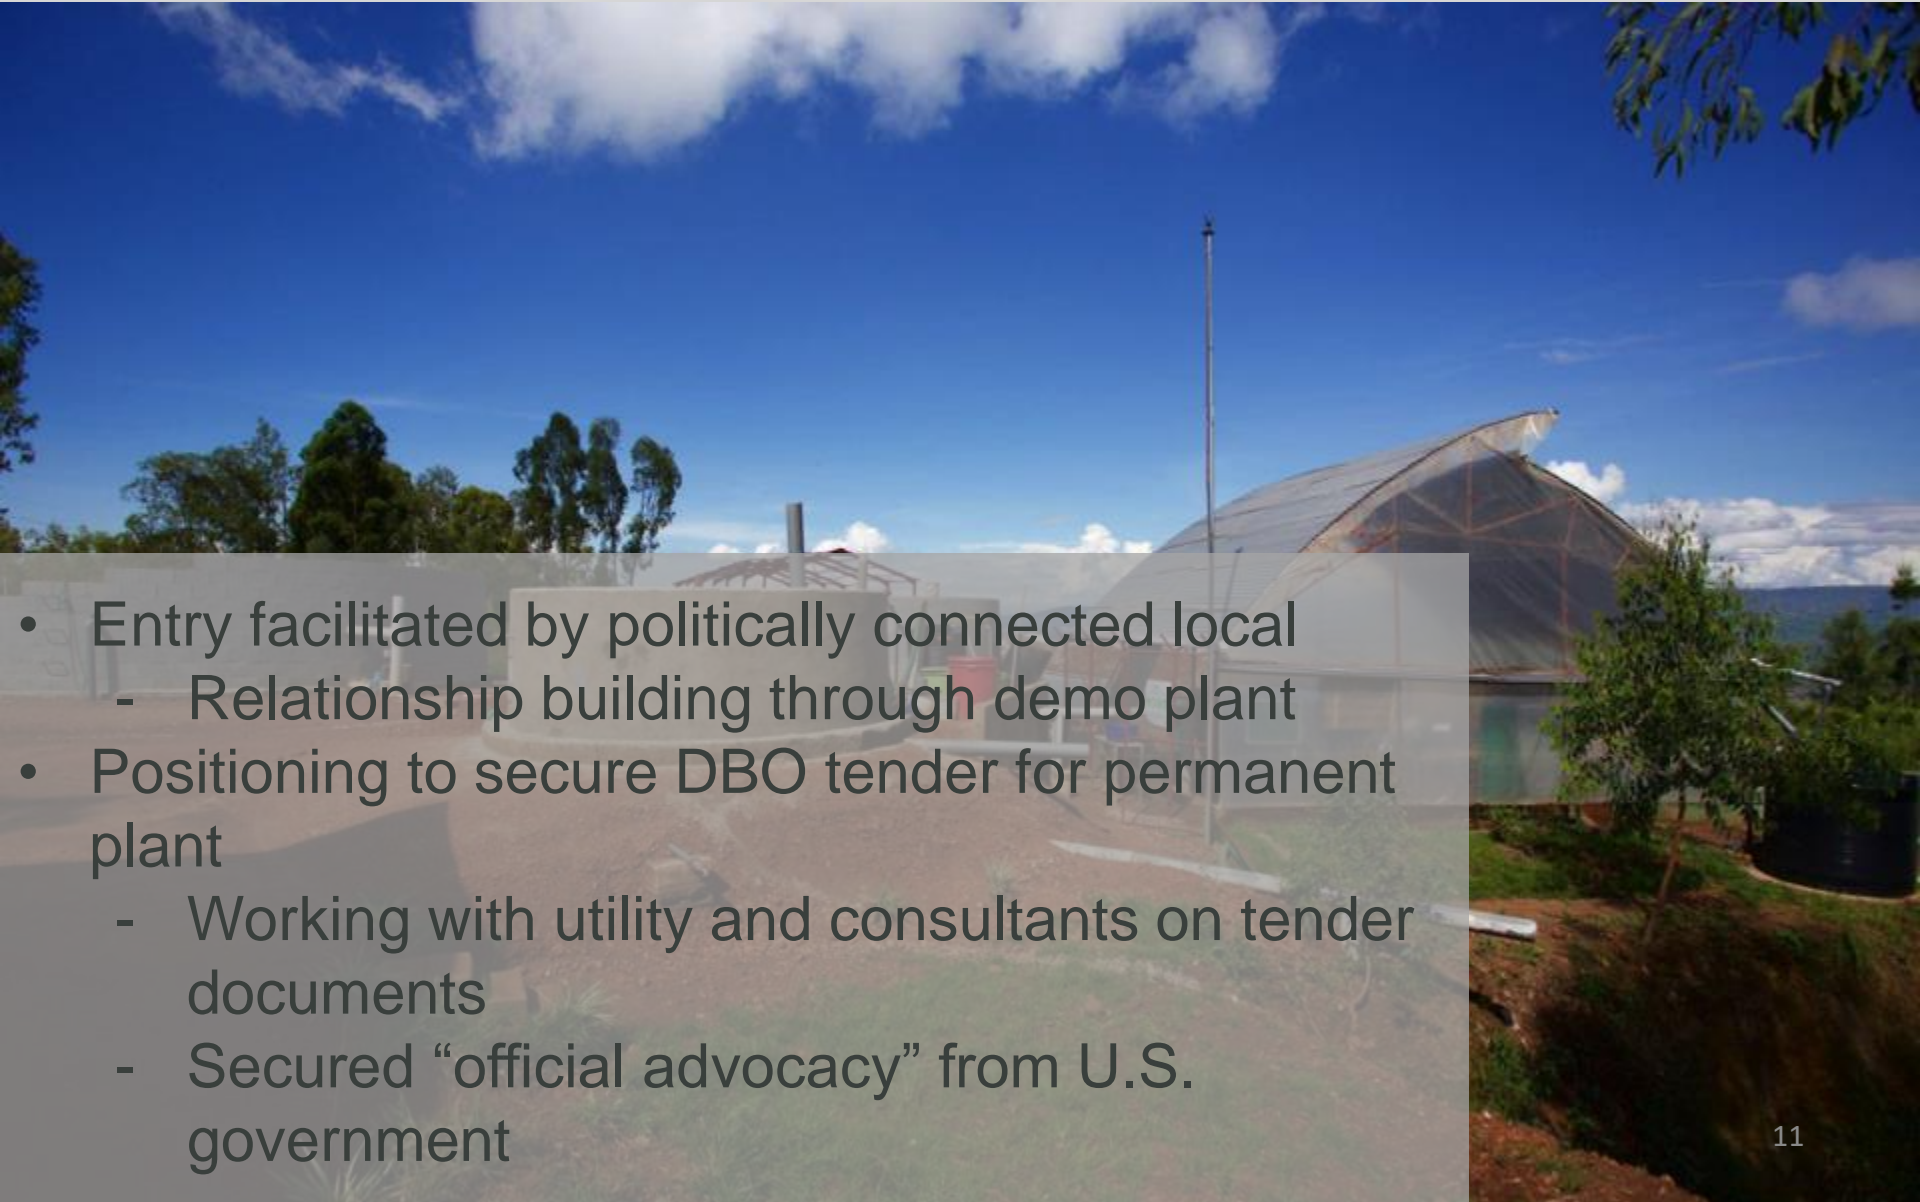 • Entry facilitated by politically connected local
- Relationship building through demo plant
• Positioning to secure DBO tender for permanent
plant
- Working with utility and consultants on tender
documents
- Secured “official advocacy” from U.S.
government
11